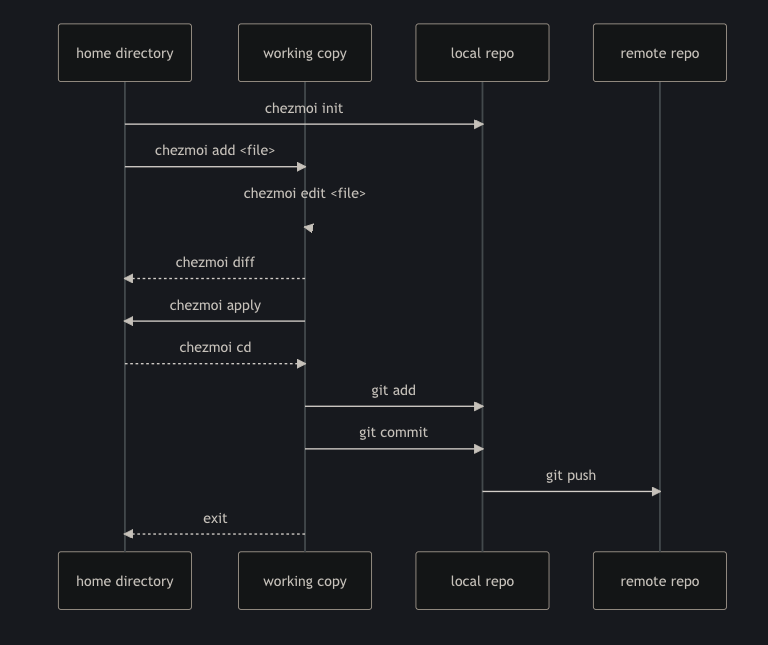 home directory
working copy
local repo
remote repo
chezmoi init
chezmoi add <file>
chezmoi edit <file>
chezmoi diff
chezmoi apply
chezmoi cd
git add
git commit
git push
exit
home directory
working copy
local repo
remote repo